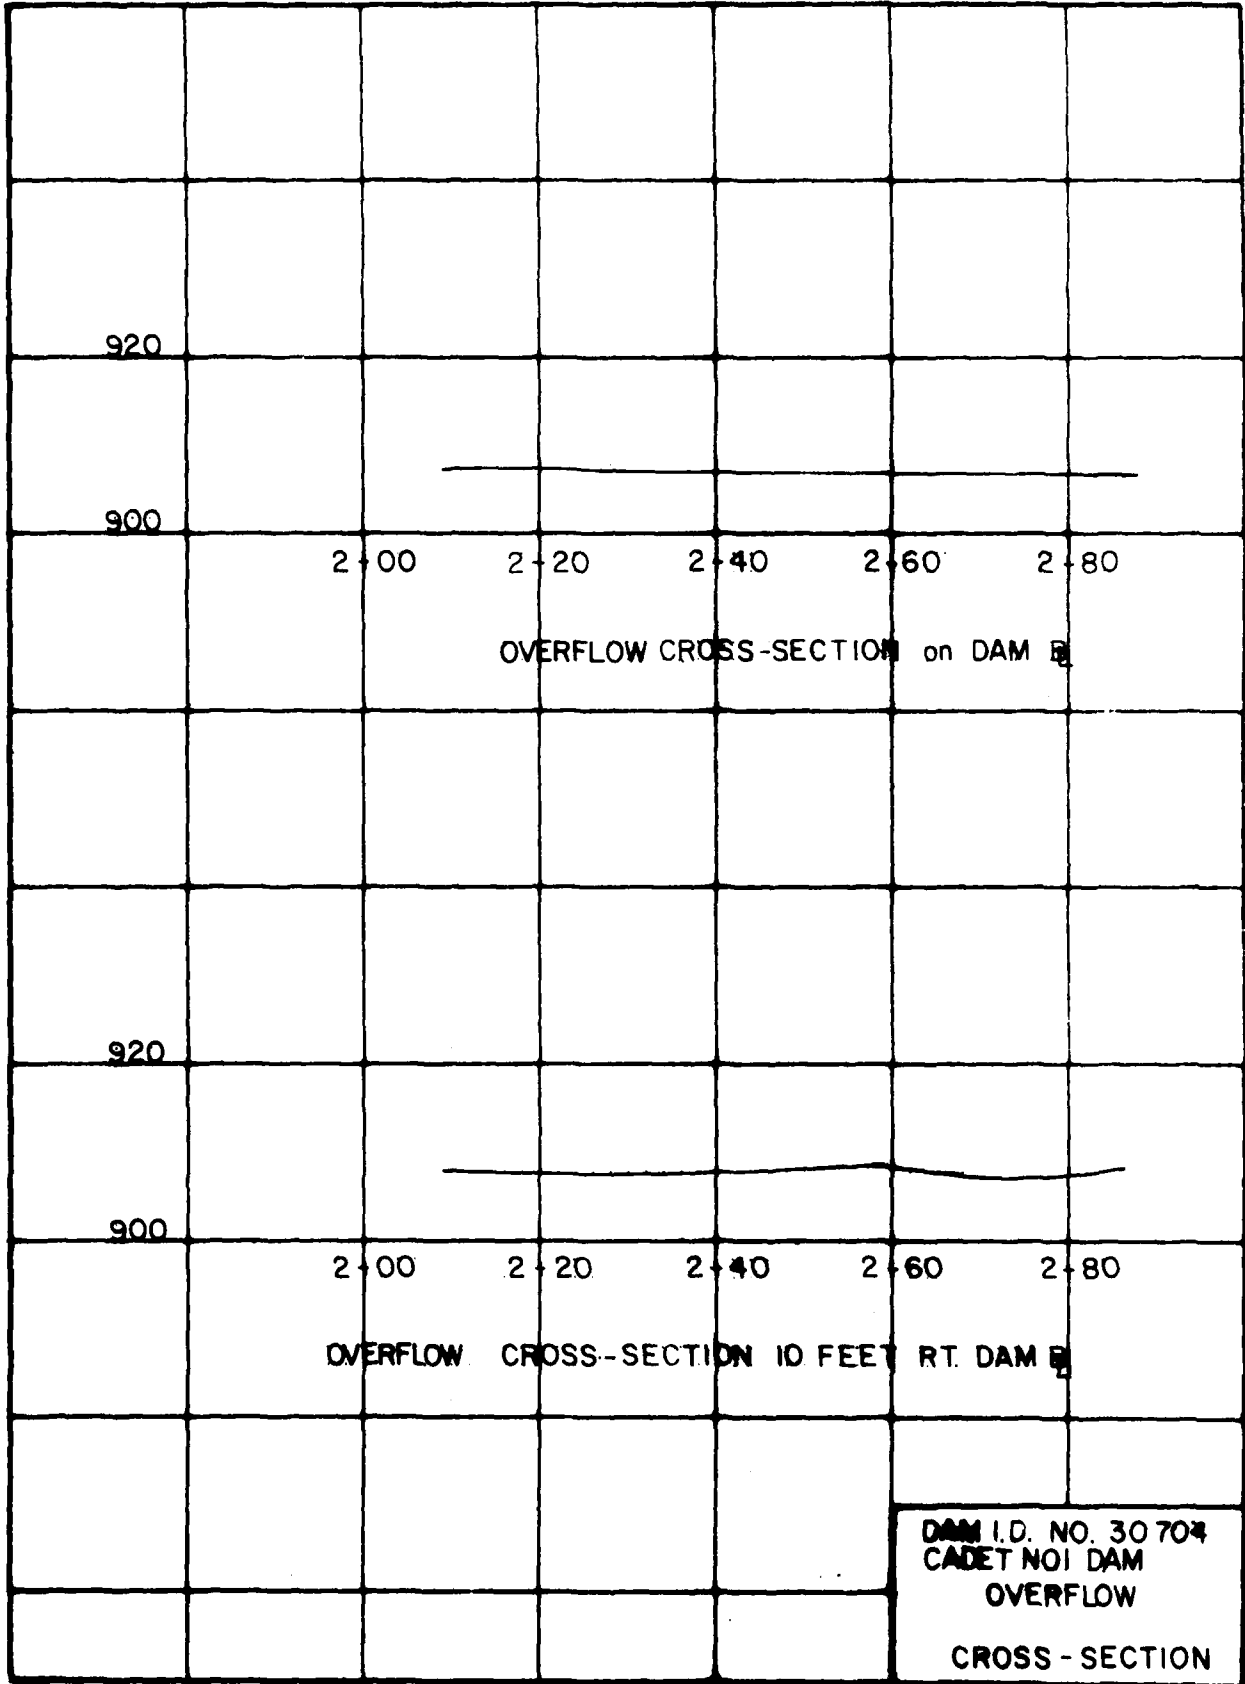 920
900
2+00 2+20 2+40 2+60 2+80
OVERFLOW CROSS-SECTION on DAM
920
900
2+00 2+20 2+40 2+60 2+80
OVERFLOW CROSS-SECTION 10 FEET RT. DAM
DAM I.D. NO. 30704
CADET NO1 DAM
OVERFLOW
CROSS-SECTION